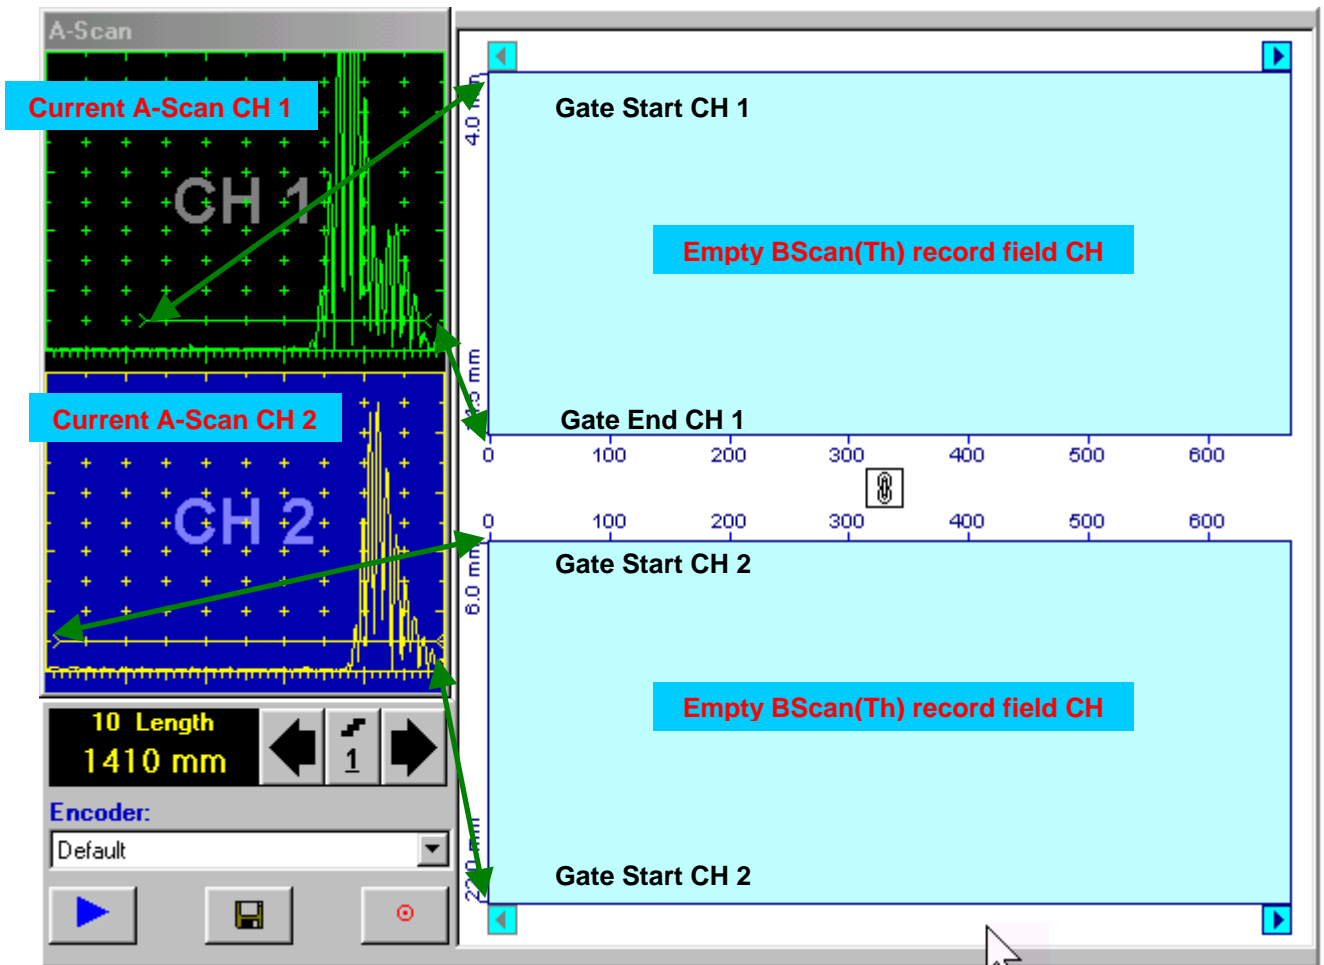 A-Scan
Current A-Scan CH 1
CH 1
Current A-Scan CH 2
CH 2
10 Length
1410 mm
1
Encoder:
Default
4.0 mm
Gate Start CH 1
Empty BScan(Th) record field CH
Gate End CH 1
0 100 200 300 400 500 600
0 100 200 300 400 500 600
6.0 mm
Gate Start CH 2
Empty BScan(Th) record field CH
Gate Start CH 2
mm